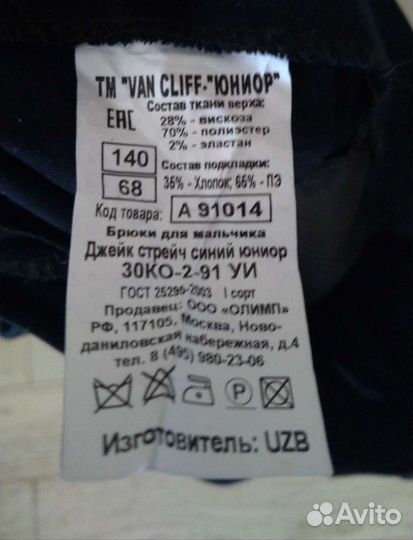 ТМ "VAN CLIFF-"ЮНИОР"
Состав ткани верха:
28% - вискоза
70% - полиэстер
2% - эластан
EAC
140
68
Состав подкладки:
35% - Хлопок; 65% - ПЭ
Код товара: А 91014
Брюки для мальчика
Джейк стрейч синий юниор
30КО-2-91 УИ
ГОСТ 25295-2003 I сорт
Продавец: ООО «ОЛИМП»
РФ, 117105, Москва, Ново-
даниловская набережная, д.4
тел. 8 (495) 980-23-06
P
Изготовитель: UZB
Avito